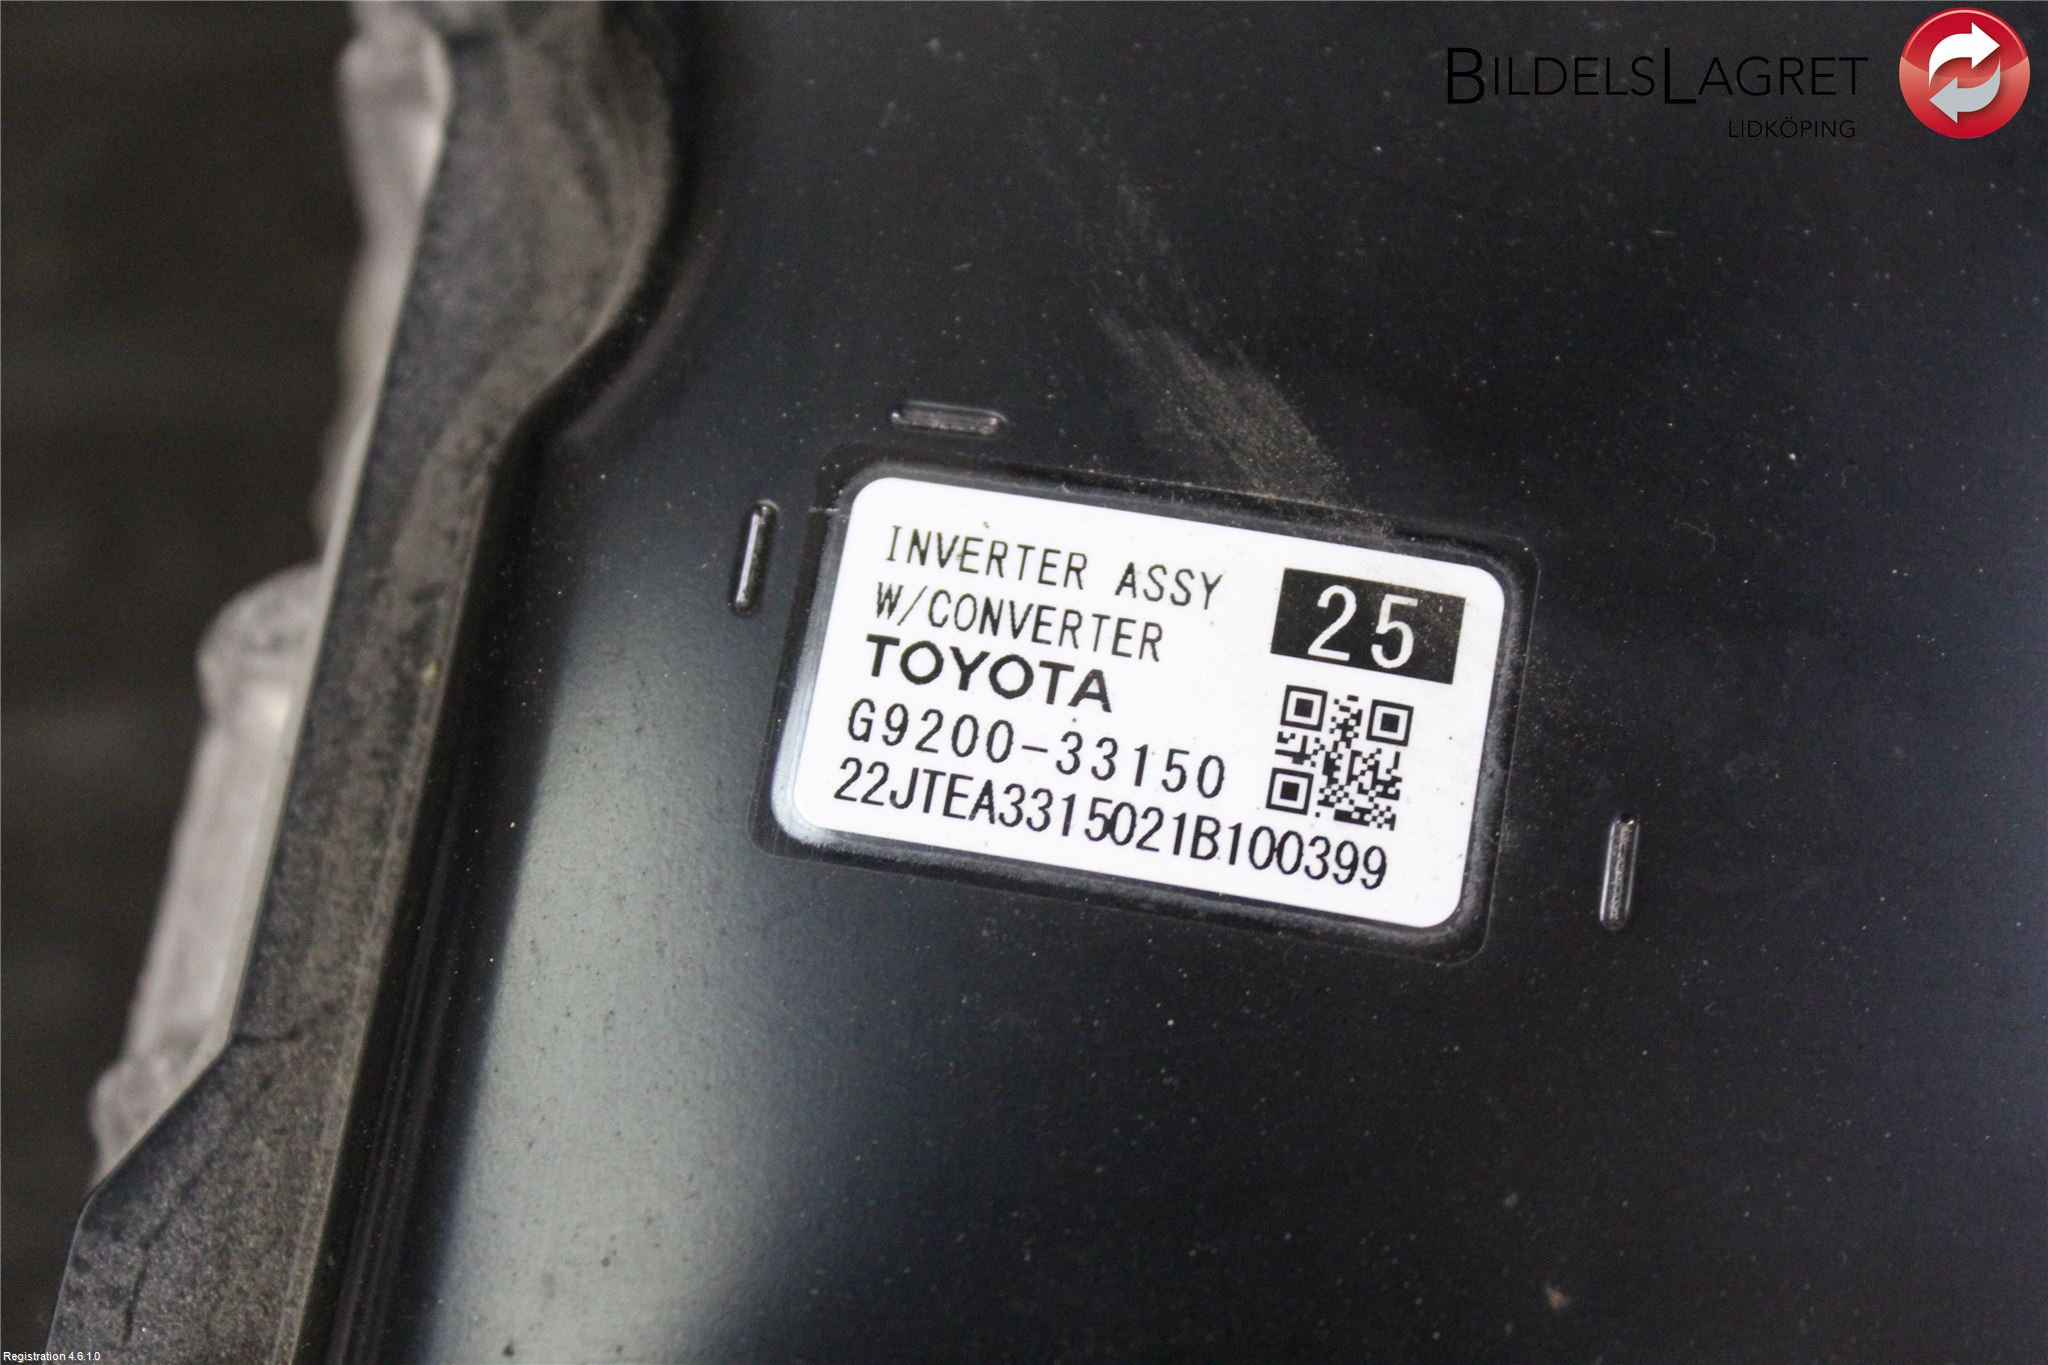 BILDELSLAGRET
LIDKÖPING
INVERTER ASSY
W/CONVERTER
25
TOYOTA
G9200-33150
22JTEA3315021B100399
Registration 4.6.1.0